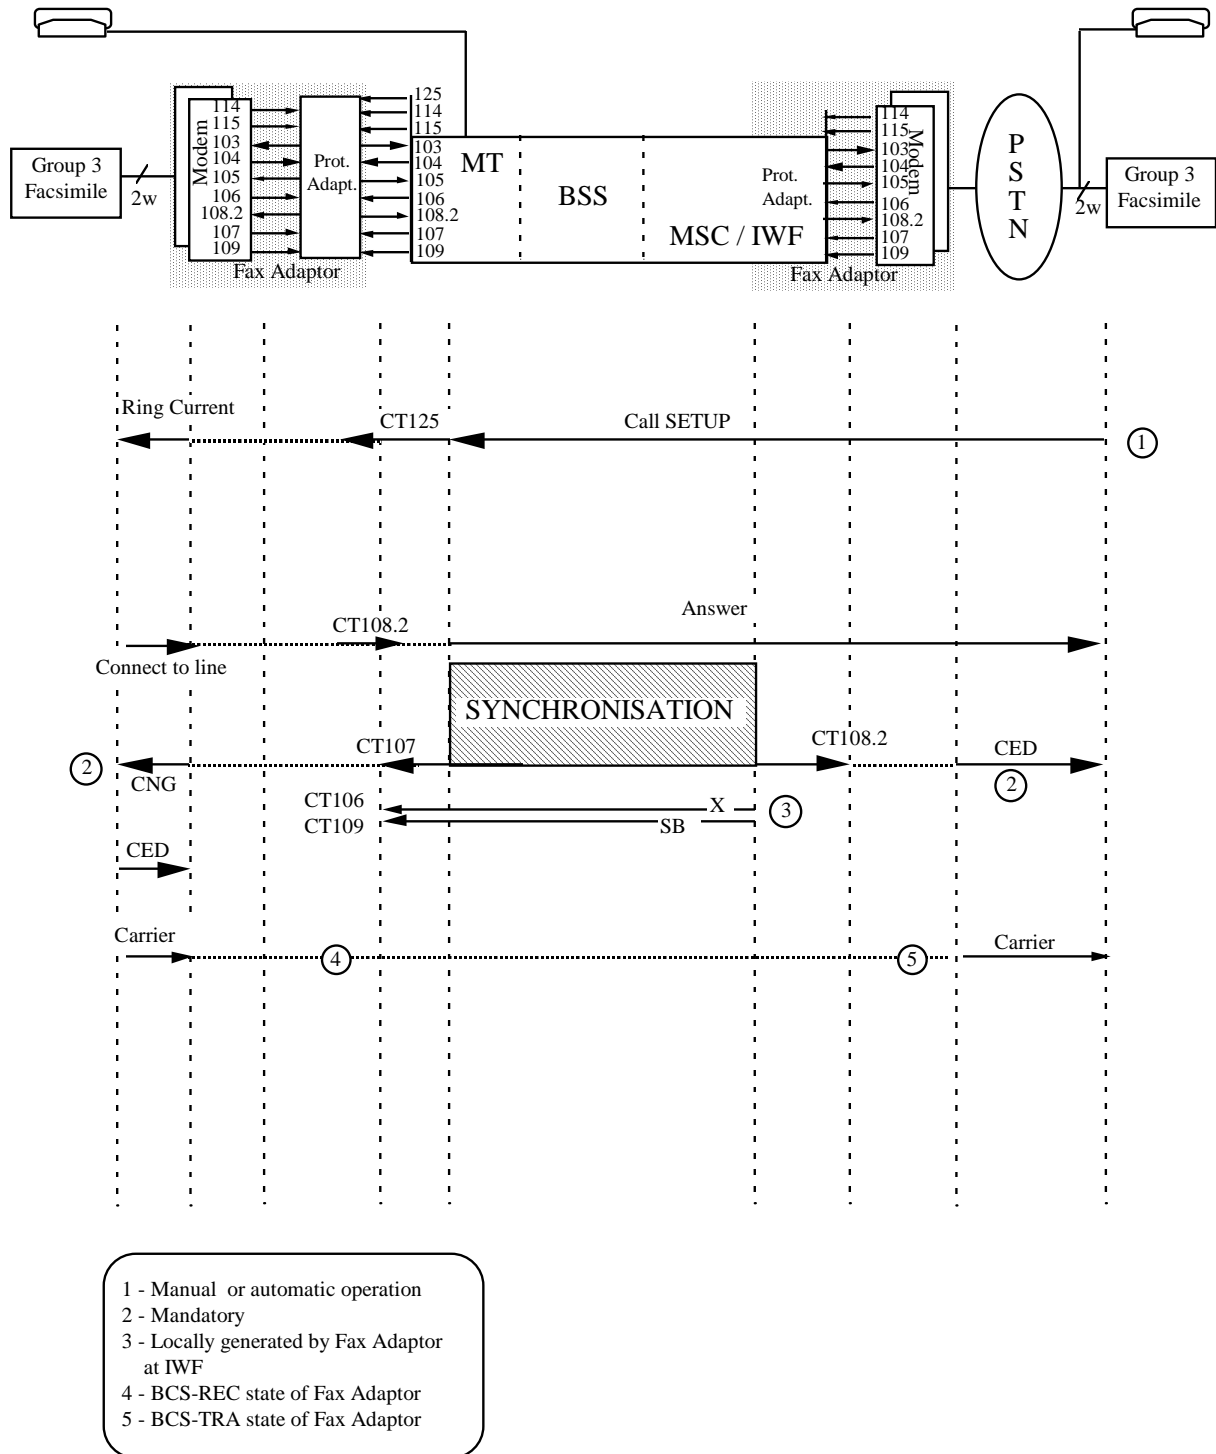 125
114
115
103
104
105
106
108.2
107
109
114
115
103
104
105
106
108.2
107
109
Modem
Group 3
Facsimile
2w
Prot.
Adapt.
Fax Adaptor
MT
BSS
MSC / IWF
Prot.
Adapt.
114
115
103
104
105
106
108.2
107
109
Modem
Fax Adaptor
P
S
T
N
2w
Group 3
Facsimile
Ring Current
CT125
Call SETUP
1
CT108.2
Answer
Connect to line
SYNCHRONISATION
2
CNG
CT107
CT108.2
CED
2
CT106
X
3
CT109
SB
CED
Carrier
4
5
Carrier
1 - Manual or automatic operation
2 - Mandatory
3 - Locally generated by Fax Adaptor
at IWF
4 - BCS-REC state of Fax Adaptor
5 - BCS-TRA state of Fax Adaptor